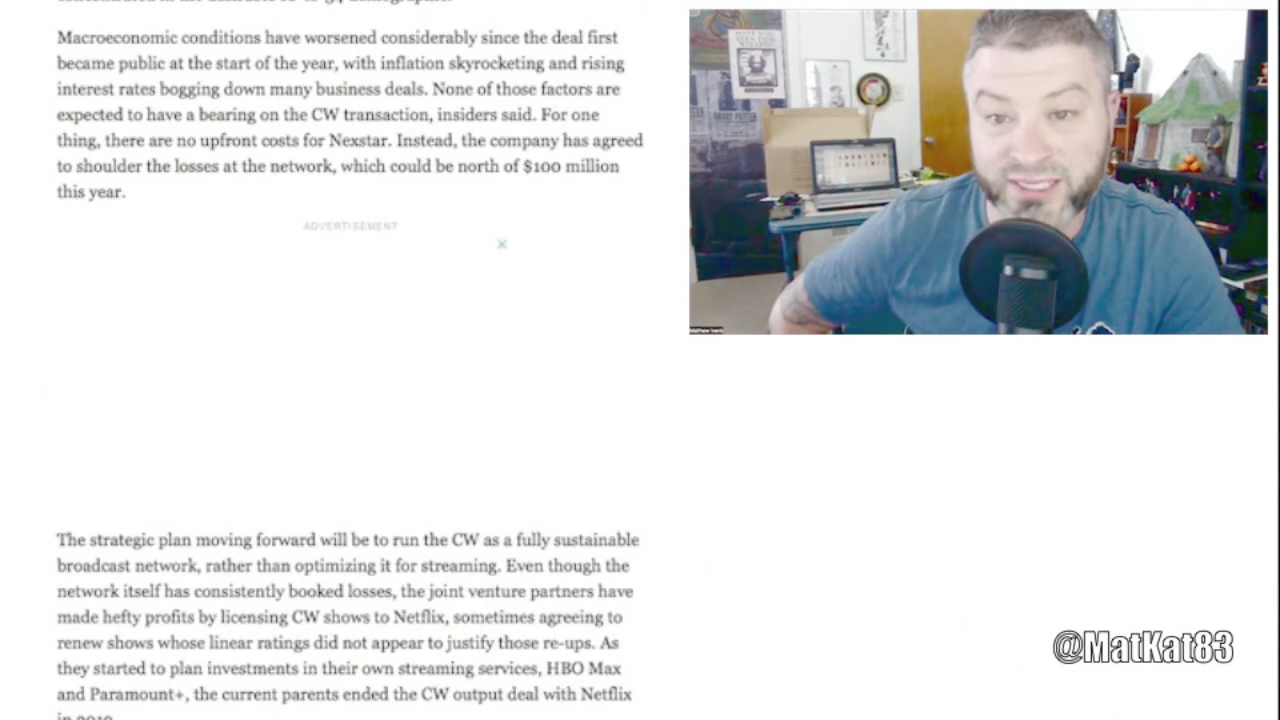 Macroeconomic conditions have worsened considerably since the deal first
became public at the start of the year, with inflation skyrocketing and rising
interest rates bogging down many business deals. None of those factors are
expected to have a bearing on the CW transaction, insiders said. For one
thing, there are no upfront costs for Nexstar. Instead, the company has agreed
to shoulder the losses at the network, which could be north of $100 million
this year.
ADVERTISEMENT
The strategic plan moving forward will be to run the CW as a fully sustainable
broadcast network, rather than optimizing it for streaming. Even though the
network itself has consistently booked losses, the joint venture partners have
made hefty profits by licensing CW shows to Netflix, sometimes agreeing to
renew shows whose linear ratings did not appear to justify those re-ups. As
they started to plan investments in their own streaming services, HBO Max
and Paramount+, the current parents ended the CW output deal with Netflix
@MatKat83